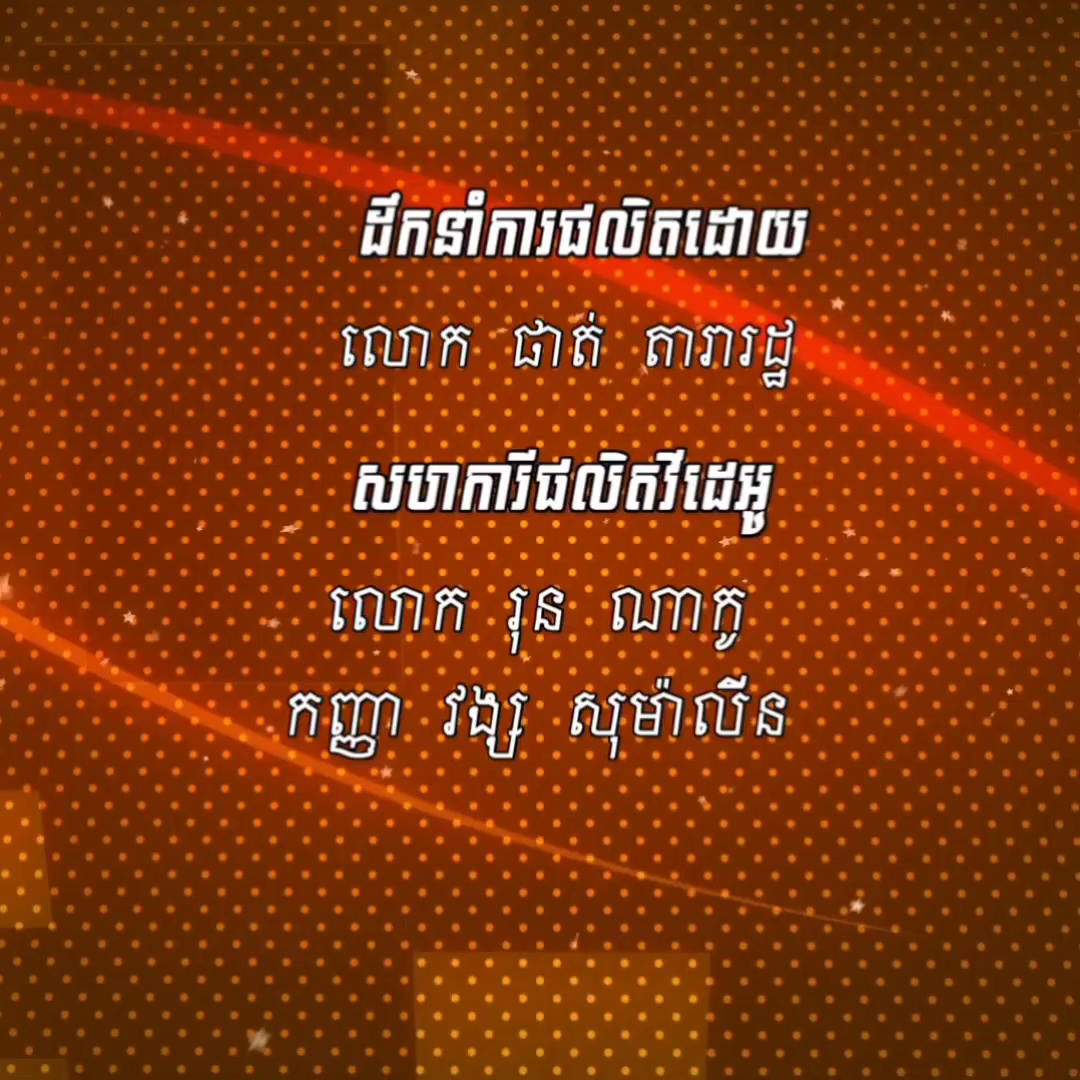 ដឹកនាំការផលិតដោយ
លោក ផាត់ តារារដ្ឋ
សហការីផលិតវីដេអូ
លោក រុន ណាកូ
កញ្ញា វង្ស សុម៉ាលីន